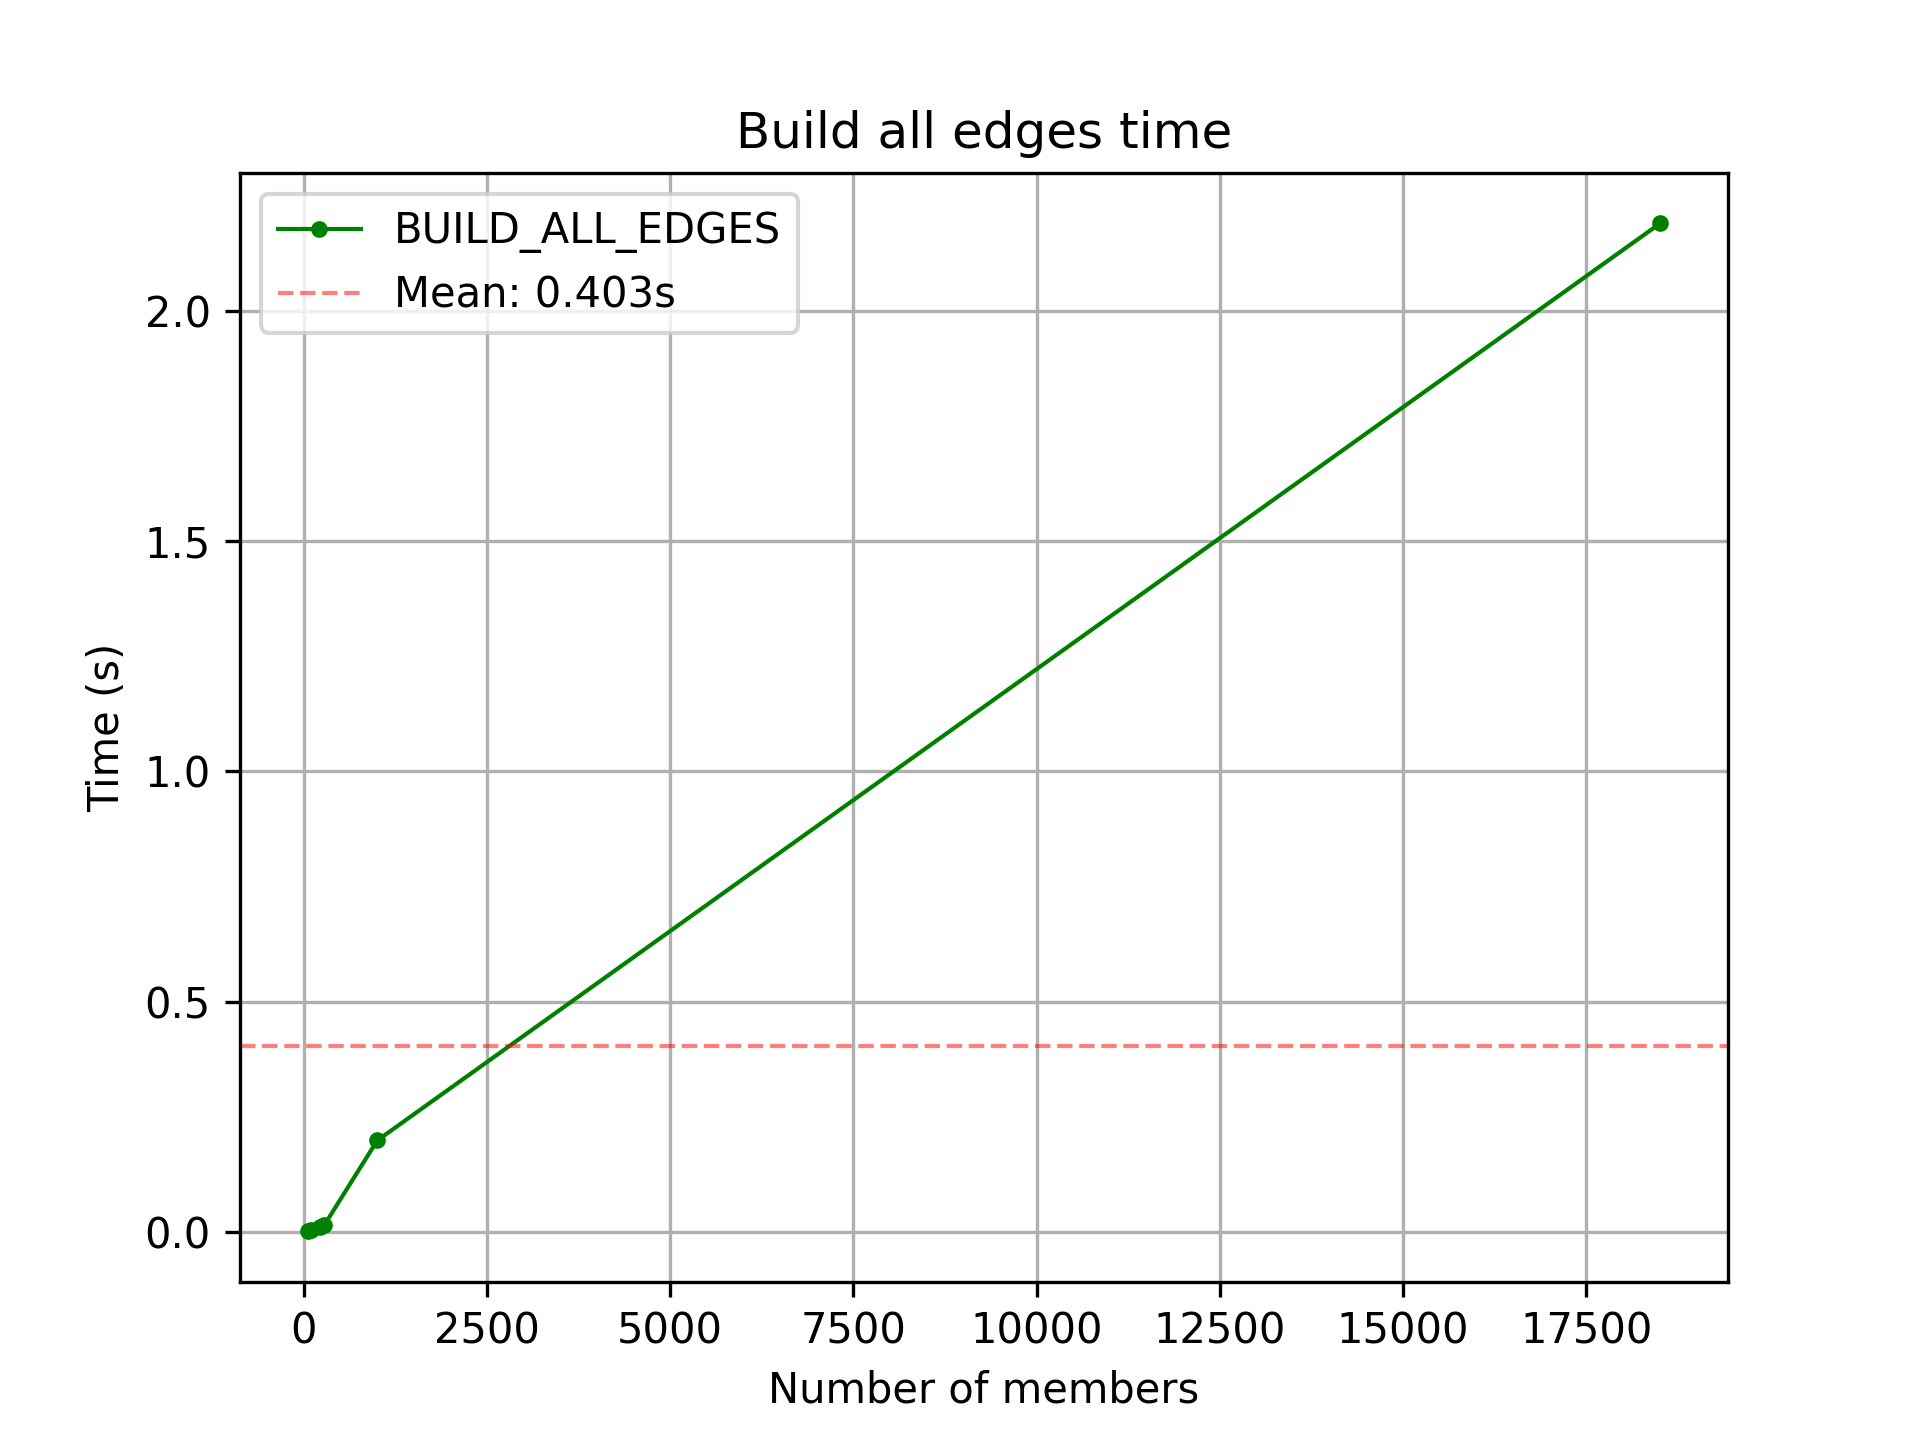 Build all edges time
BUILD_ALL_EDGES
Mean: 0.403s
2.0
1.5
1.0
0.5
0.0
Time (s)
0 2500 5000 7500 10000 12500 15000 17500
Number of members